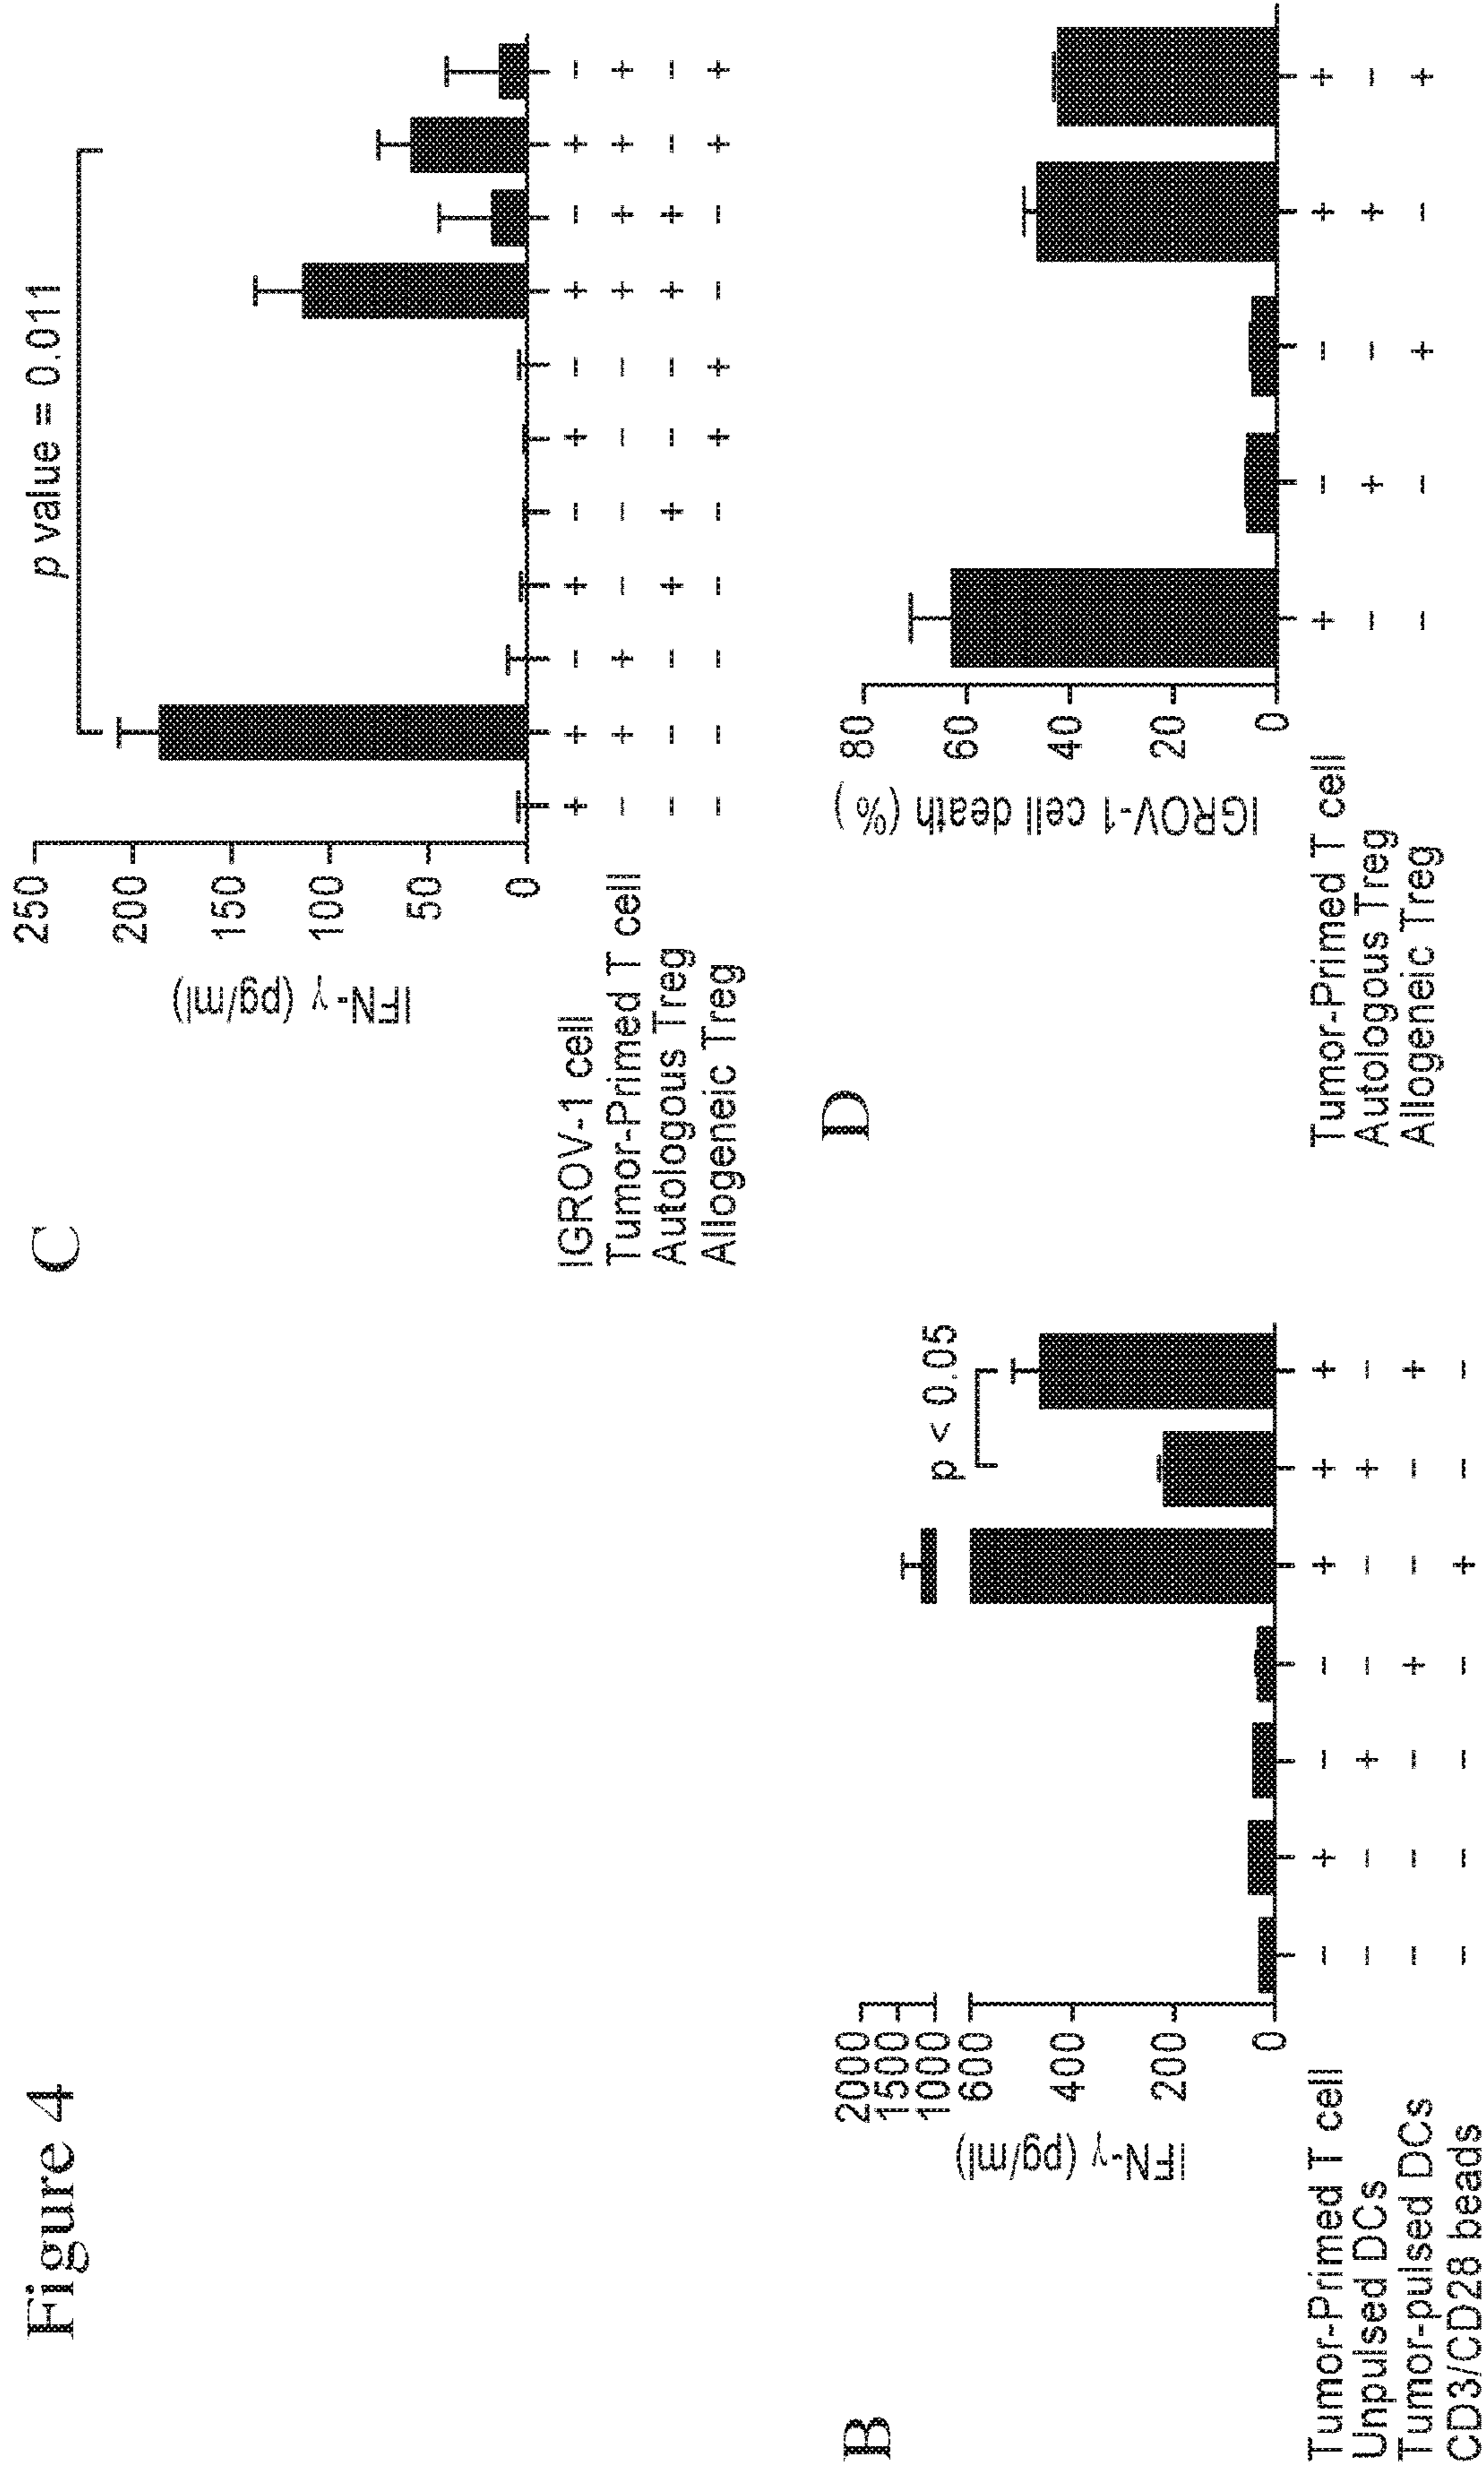 Figure 4
B
IFN-γ (pg/ml)
2000
1500
1000
600
400
200
0
p < 0.05
Tumor-Primed T cell − + − − + + +
Unpulsed DCs − − + − − + −
Tumor-pulsed DCs − − − + − − +
CD3/CD28 beads − − − − + − −
C
IFN-γ (pg/ml)
250
200
150
100
50
0
p value = 0.011
IGROV-1 cell + + − + − + − + − + −
Tumor-Primed T cell − + + − − − − + + + +
Autologous Treg − − − + + − − + + − −
Allogeneic Treg − − − − − + + − − + +
D
IGROV-1 cell death (%)
80
60
40
20
0
Tumor-Primed T cell + − − + +
Autologous Treg − + − + −
Allogeneic Treg − − + − +